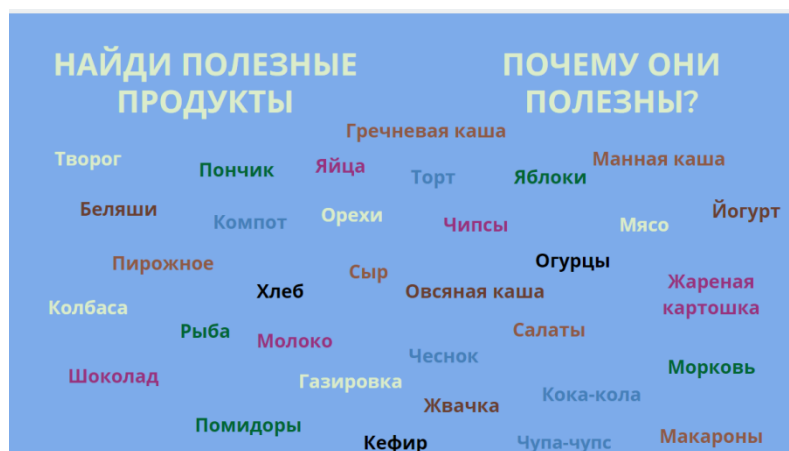 НАЙДИ ПОЛЕЗНЫЕ
ПРОДУКТЫ
ПОЧЕМУ ОНИ
ПОЛЕЗНЫ?
Гречневая каша
Творог
Пончик
Яйца
Торт
Яблоки
Манная каша
Беляши
Компот
Орехи
Чипсы
Мясо
Йогурт
Пирожное
Хлеб
Сыр
Овсяная каша
Огурцы
Жареная
картошка
Колбаса
Рыба
Молоко
Чеснок
Салаты
Морковь
Шоколад
Газировка
Жвачка
Кока-кола
Помидоры
Кефир
Чупа-чупс
Макароны